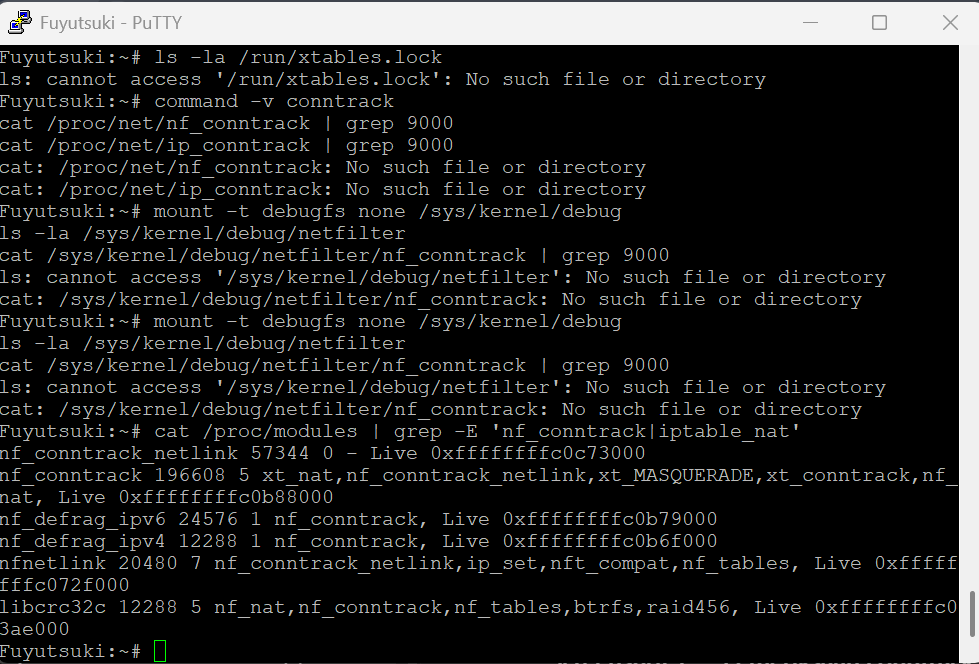 Fuyutsuki - PuTTY
Fuyutsuki:~# ls -la /run/xtables.lock
ls: cannot access '/run/xtables.lock': No such file or directory
Fuyutsuki:~# command -v conntrack
cat /proc/net/nf_conntrack | grep 9000
cat /proc/net/ip_conntrack | grep 9000
cat: /proc/net/nf_conntrack: No such file or directory
cat: /proc/net/ip_conntrack: No such file or directory
Fuyutsuki:~# mount -t debugfs none /sys/kernel/debug
ls -la /sys/kernel/debug/netfilter
cat /sys/kernel/debug/netfilter/nf_conntrack | grep 9000
ls: cannot access '/sys/kernel/debug/netfilter': No such file or directory
cat: /sys/kernel/debug/netfilter/nf_conntrack: No such file or directory
Fuyutsuki:~# mount -t debugfs none /sys/kernel/debug
ls -la /sys/kernel/debug/netfilter
cat /sys/kernel/debug/netfilter/nf_conntrack | grep 9000
ls: cannot access '/sys/kernel/debug/netfilter': No such file or directory
cat: /sys/kernel/debug/netfilter/nf_conntrack: No such file or directory
Fuyutsuki:~# cat /proc/modules | grep -E 'nf_conntrack|iptable_nat'
nf_conntrack_netlink 57344 0 - Live 0xffffffffc0c73000
nf_conntrack 196608 5 xt_nat,nf_conntrack_netlink,xt_MASQUERADE,xt_conntrack,nf_
nat, Live 0xffffffffc0b88000
nf_defrag_ipv6 24576 1 nf_conntrack, Live 0xffffffffc0b79000
nf_defrag_ipv4 12288 1 nf_conntrack, Live 0xffffffffc0b6f000
nfnetlink 20480 7 nf_conntrack_netlink,ip_set,nft_compat,nf_tables, Live 0xfffff
fffc072f000
libcrc32c 12288 5 nf_nat,nf_conntrack,nf_tables,btrfs,raid456, Live 0xffffffffc0
3ae000
Fuyutsuki:~#